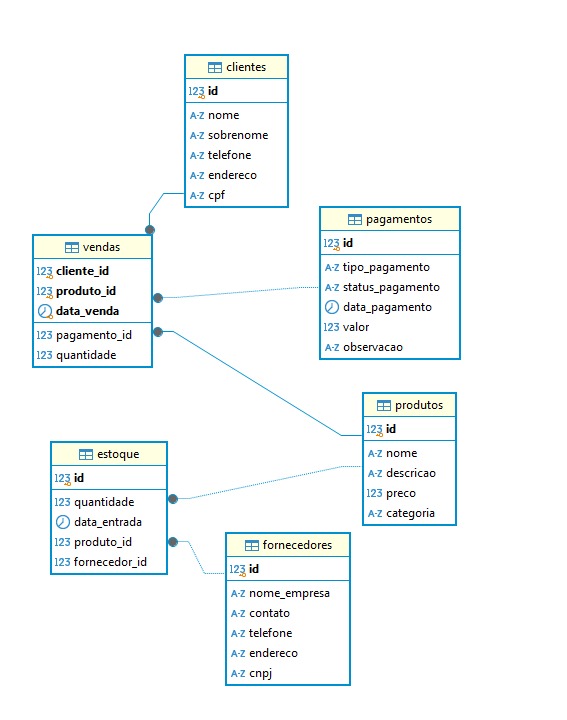 clientes
123 id
A-Z nome
A-Z sobrenome
A-Z telefone
A-Z endereco
A-Z cpf
pagamentos
123 id
A-Z tipo_pagamento
A-Z status_pagamento
data_pagamento
123 valor
A-Z observacao
vendas
123 cliente_id
123 produto_id
data_venda
123 pagamento_id
123 quantidade
produtos
123 id
A-Z nome
A-Z descricao
123 preco
A-Z categoria
estoque
123 id
123 quantidade
data_entrada
123 produto_id
123 fornecedor_id
fornecedores
123 id
A-Z nome_empresa
A-Z contato
A-Z telefone
A-Z endereco
A-Z cnpj